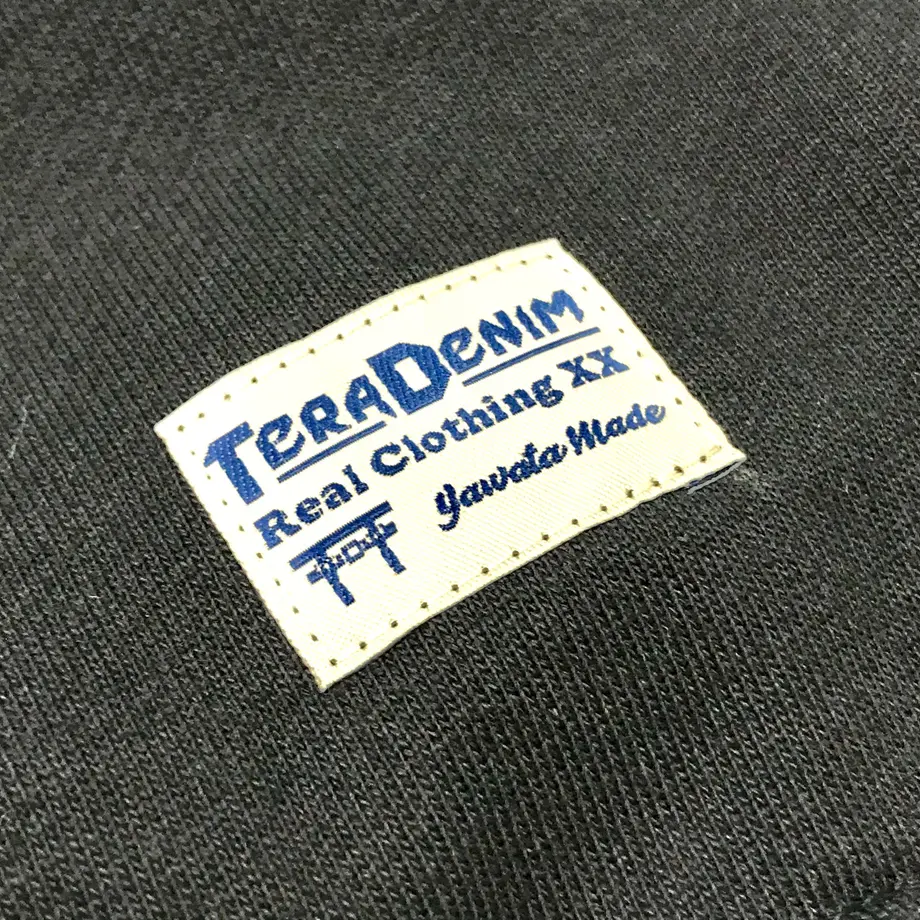 TERADENIM
Real Clothing XX
Yawata Made